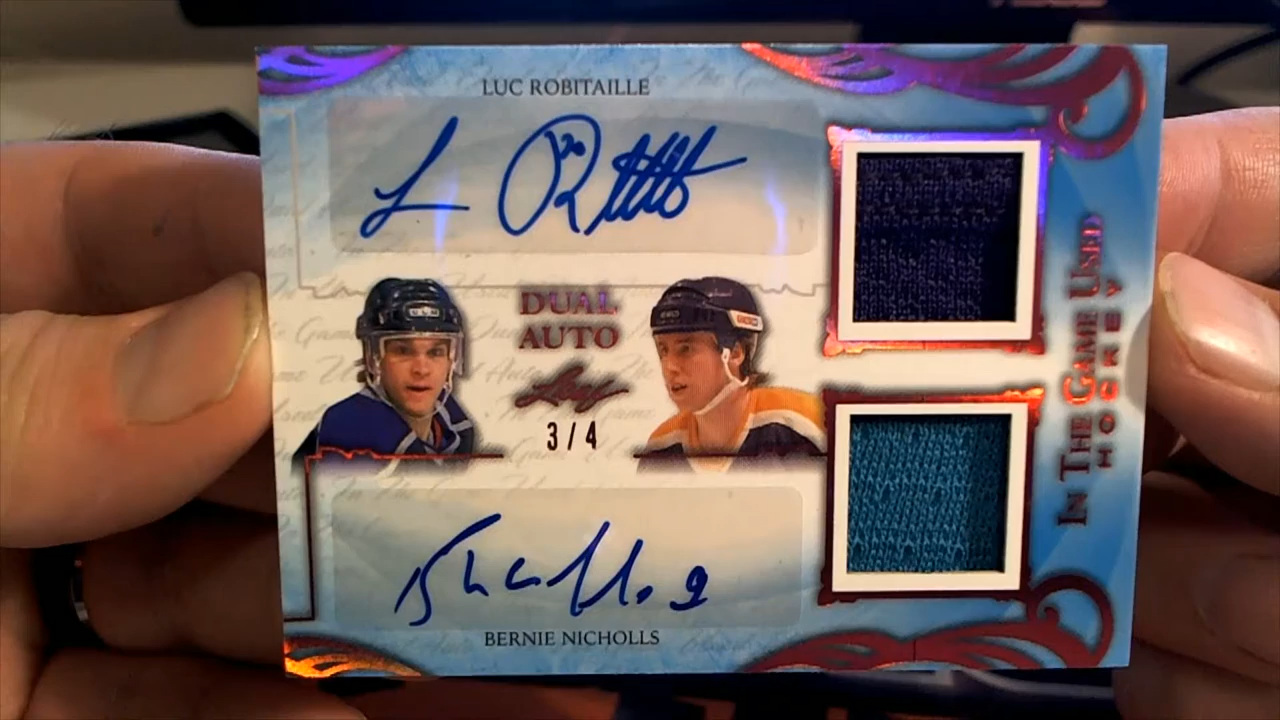 LUC ROBITAILLE
DUAL
AUTO
Leaf
3/4
BERNIE NICHOLLS
IN THE GAME USED
HOCKEY